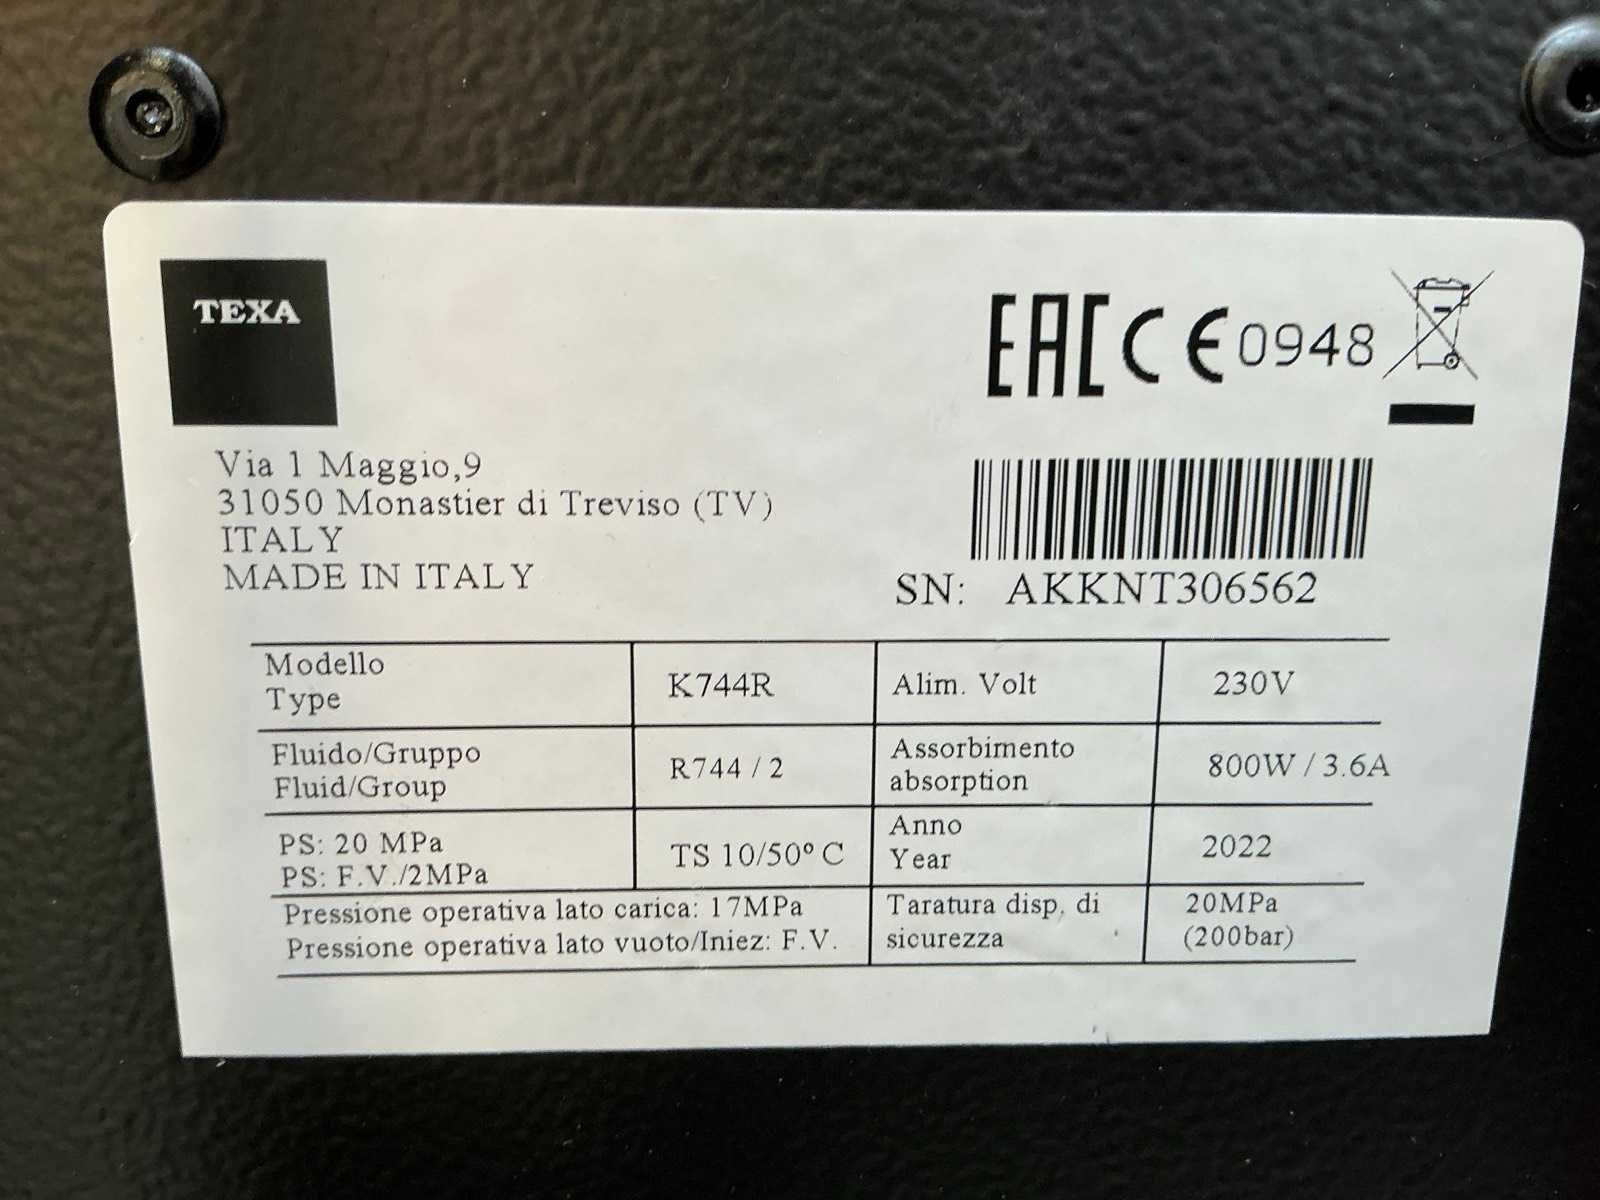 TEXA
EAC CE 0948
Via 1 Maggio,9
31050 Monastier di Treviso (TV)
ITALY
MADE IN ITALY
SN: AKKNT306562
Modello
Type
K744R
Alim. Volt
230V
Fluido/Gruppo
Fluid/Group
R744 / 2
Assorbimento
absorption
800W / 3.6A
PS: 20 MPa
PS: F.V./2MPa
TS 10/50° C
Anno
Year
2022
Pressione operativa lato carica: 17MPa
Pressione operativa lato vuoto/Iniez: F.V.
Taratura disp. di
sicurezza
20MPa
(200bar)